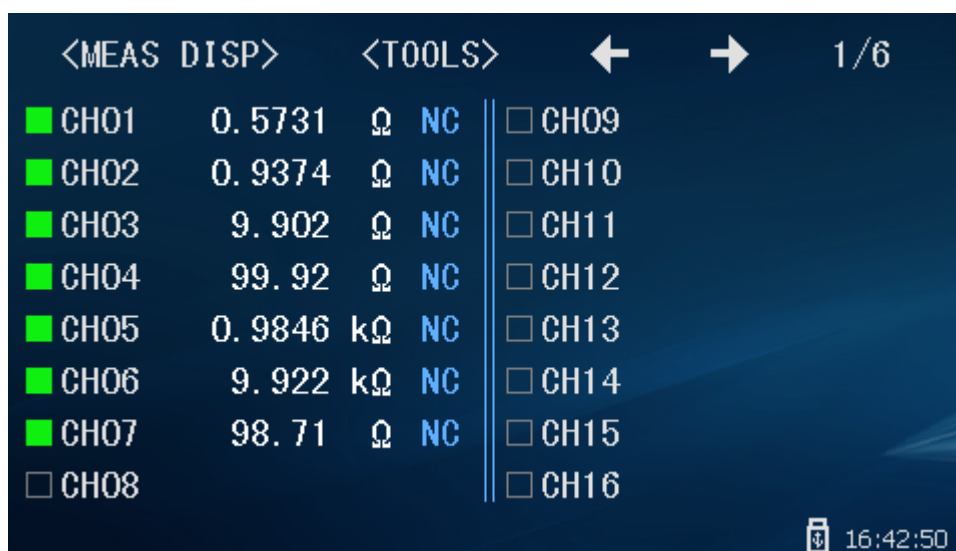 <MEAS DISP> <TOOLS> ← → 1/6
CH01 0.5731 Ω NC CH09
CH02 0.9374 Ω NC CH10
CH03 9.902 Ω NC CH11
CH04 99.92 Ω NC CH12
CH05 0.9846 kΩ NC CH13
CH06 9.922 kΩ NC CH14
CH07 98.71 Ω NC CH15
CH08 CH16
16:42:50